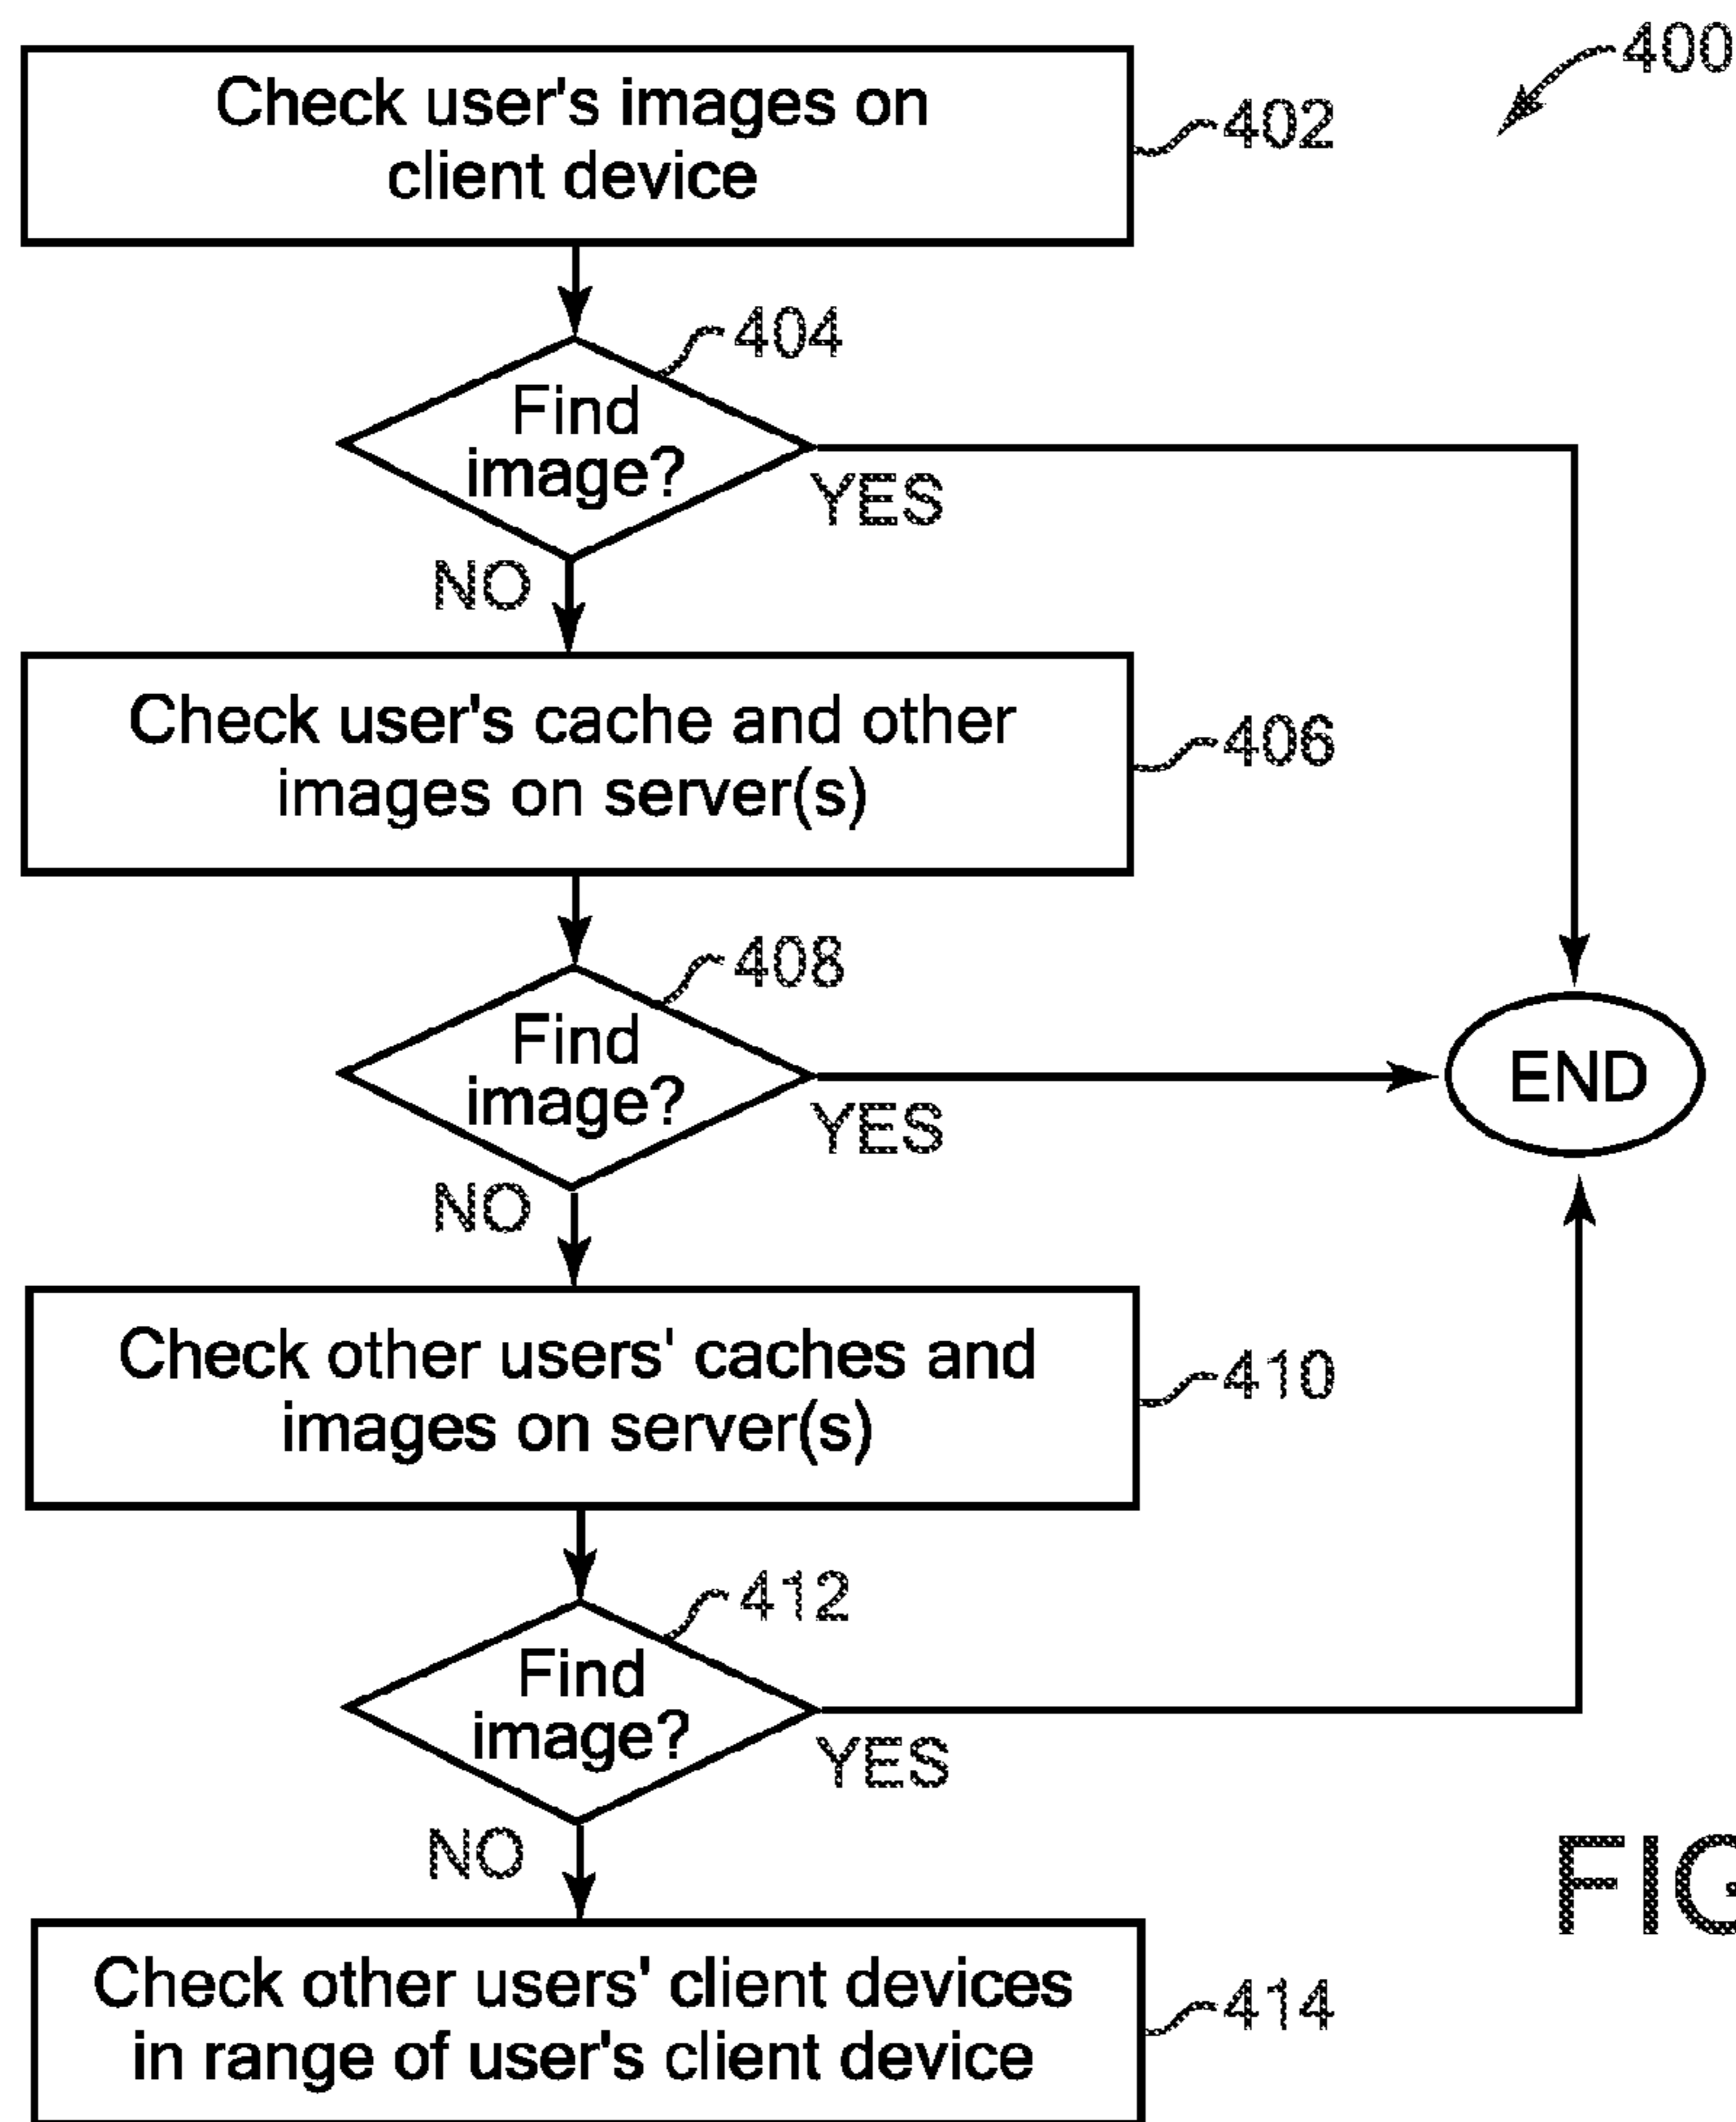 400
Check user's images on
client device
402
404
Find
image?
YES
NO
Check user's cache and other
images on server(s)
406
408
Find
image?
YES
NO
END
Check other users' caches and
images on server(s)
410
412
Find
image?
YES
NO
FIG
Check other users' client devices
in range of user's client device
414